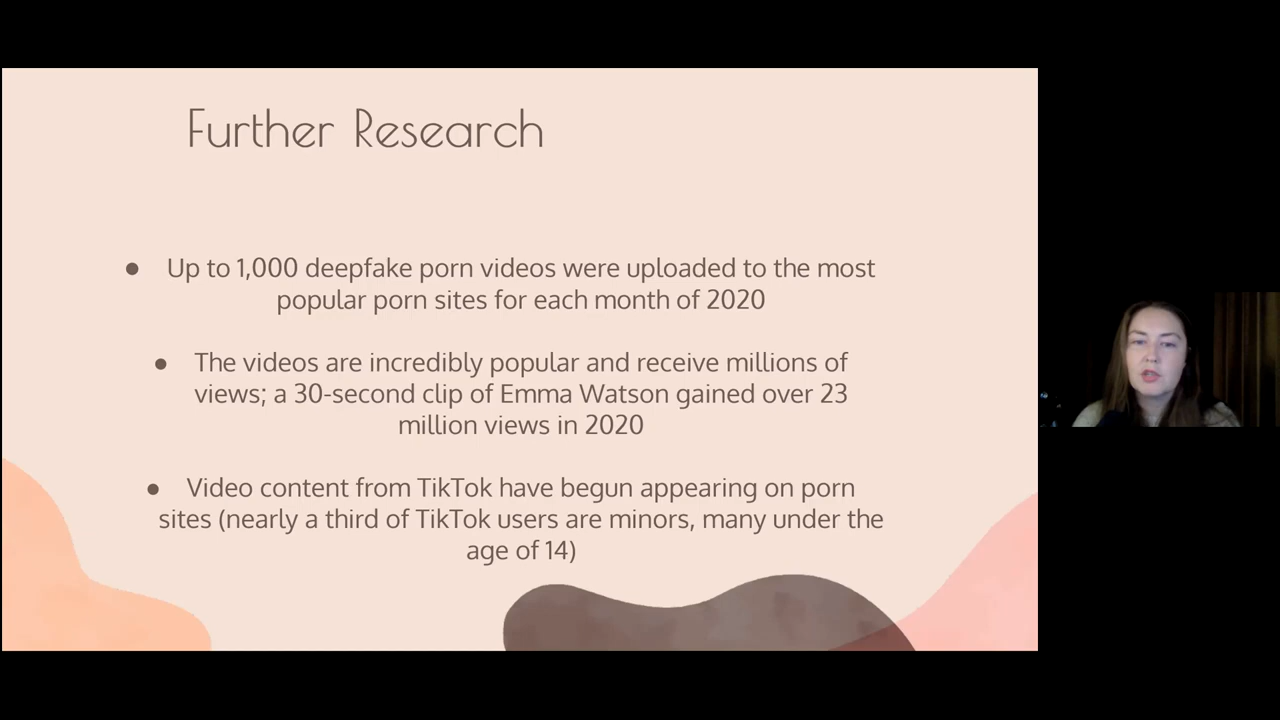 Further Research
● Up to 1,000 deepfake porn videos were uploaded to the most
popular porn sites for each month of 2020
● The videos are incredibly popular and receive millions of
views; a 30-second clip of Emma Watson gained over 23
million views in 2020
● Video content from TikTok have begun appearing on porn
sites (nearly a third of TikTok users are minors, many under the
age of 14)